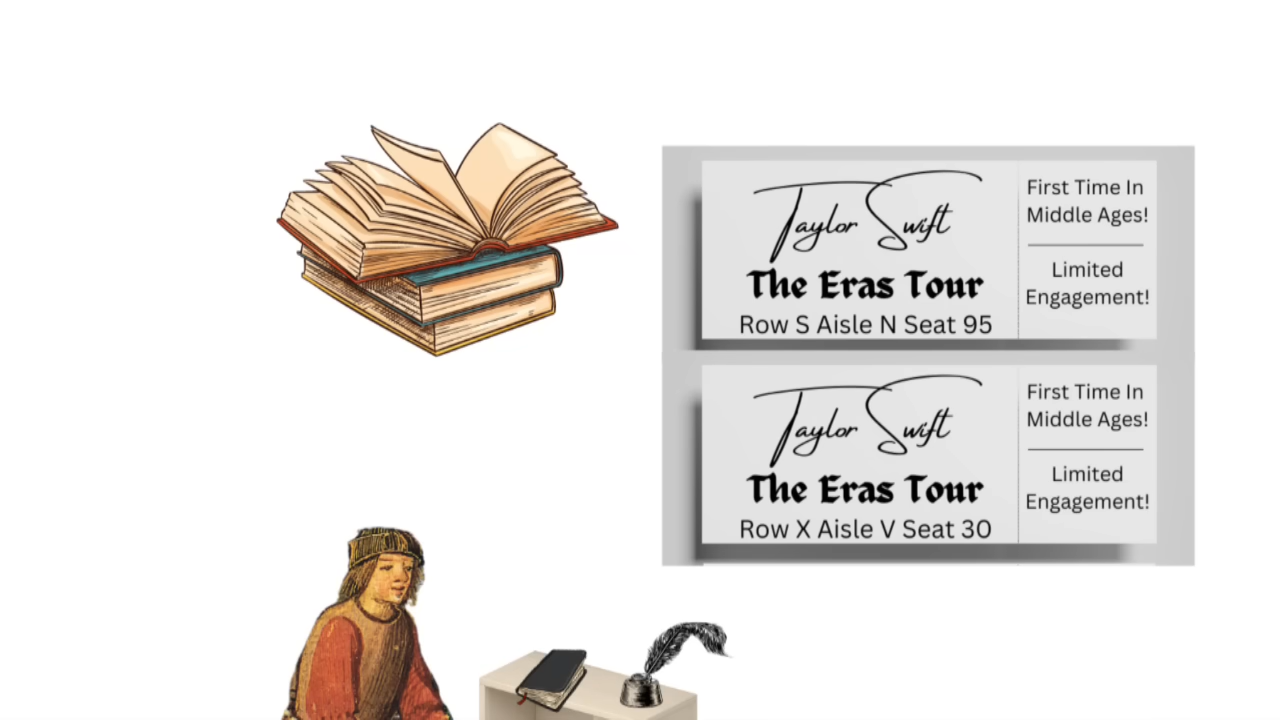 Taylor Swift
The Eras Tour
Row S Aisle N Seat 95
First Time In
Middle Ages!
Limited
Engagement!
Taylor Swift
The Eras Tour
Row X Aisle V Seat 30
First Time In
Middle Ages!
Limited
Engagement!